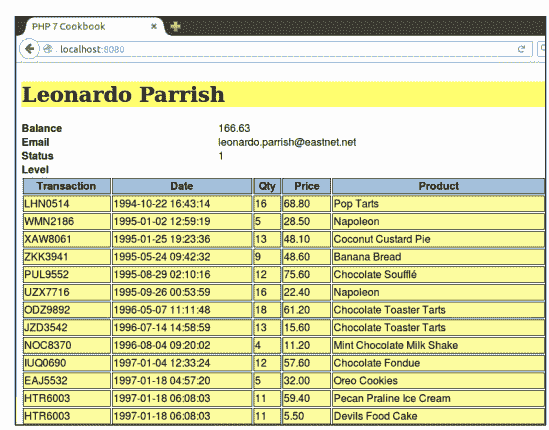 PHP 7 Cookbook
localhost:8080
Leonardo Parrish
Balance 166.63
Email leonardo.parrish@eastnet.net
Status 1
Level
Transaction Date Qty Price Product
LHN0514 1994-10-22 16:43:14 16 68.80 Pop Tarts
WMN2186 1995-01-02 12:59:19 5 28.50 Napoleon
XAW8061 1995-01-25 19:23:36 13 48.10 Coconut Custard Pie
ZKK3941 1995-05-24 09:42:32 9 48.60 Banana Bread
PUL9552 1995-08-29 02:10:16 12 75.60 Chocolate Soufflé
UZX7716 1995-09-26 00:53:59 16 22.40 Napoleon
ODZ9892 1996-05-07 11:11:48 18 61.20 Chocolate Toaster Tarts
JZD3542 1996-07-14 14:58:59 13 15.60 Chocolate Toaster Tarts
NOC8370 1996-08-04 09:20:02 4 11.20 Mint Chocolate Milk Shake
IUQ0690 1997-01-04 12:33:24 12 57.60 Chocolate Fondue
EAJ5532 1997-01-18 04:57:20 5 32.00 Oreo Cookies
HTR6003 1997-01-18 06:08:03 11 59.40 Pecan Praline Ice Cream
HTR6003 1997-01-18 06:08:03 11 5.50 Devils Food Cake